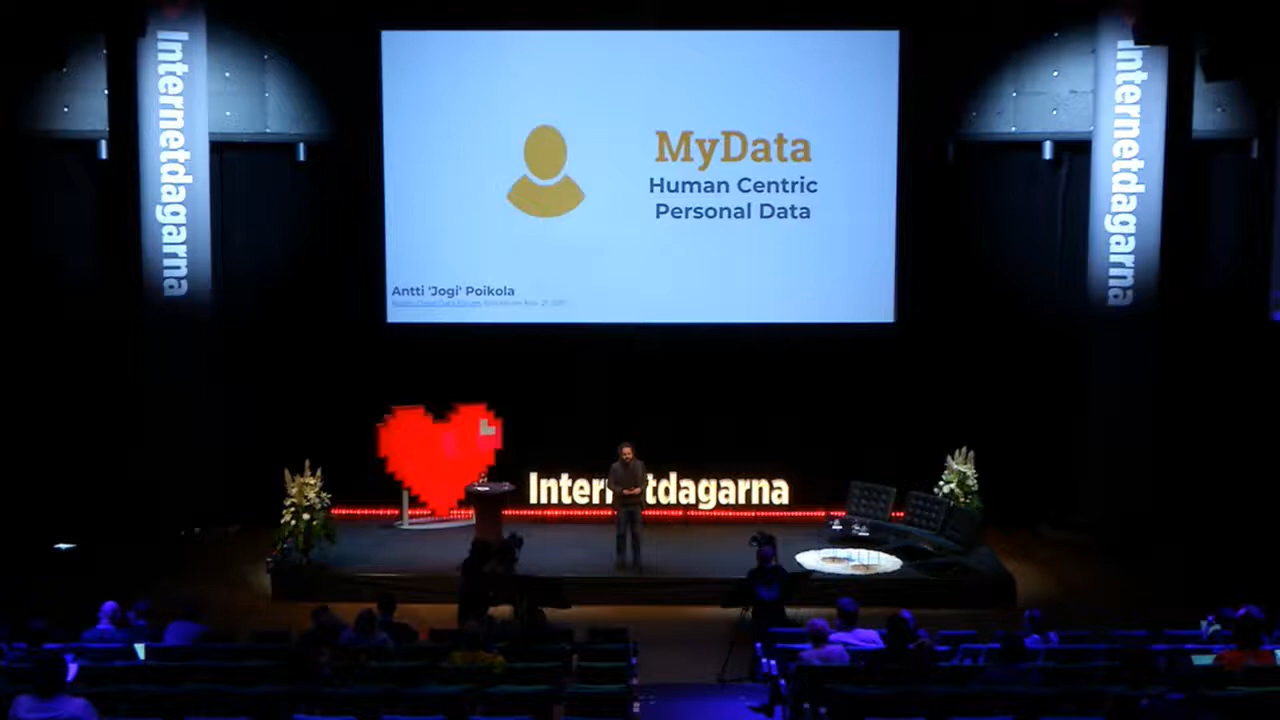 Internetdagarna
MyData
Human Centric
Personal Data
Antti 'Jogi' Poikola
Internetdagarna
Internetdagarna